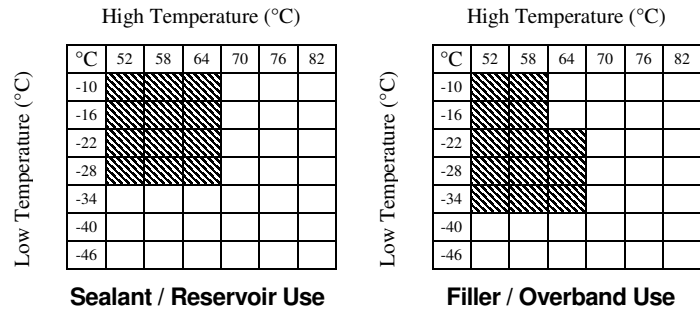 High Temperature (°C)
Low Temperature (°C)
°C 52 58 64 70 76 82
-10
-16
-22
-28
-34
-40
-46
Sealant / Reservoir Use
High Temperature (°C)
Low Temperature (°C)
°C 52 58 64 70 76 82
-10
-16
-22
-28
-34
-40
-46
Filler / Overband Use